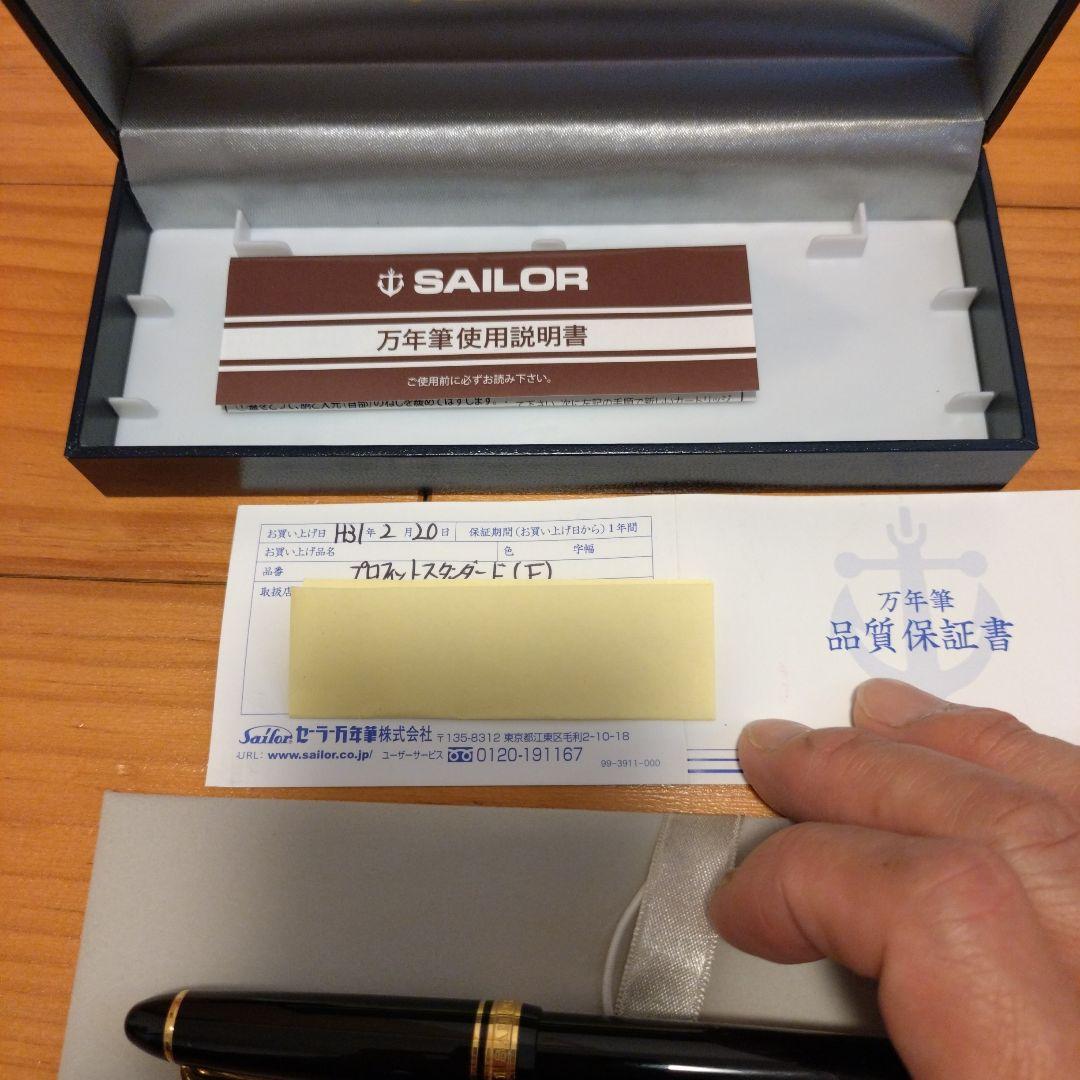 SAILOR
万年筆使用説明書
ご使用前に必ずお読み下さい。
お買い上げ日 H31年2月20日 保証期間(お買い上げ日から)1年間
お買い上げ品名 色 字幅
品番 プロフィットスタンダード(F)
取扱店
万年筆
品質保証書
Sailor セーラー万年筆株式会社 〒135-8312 東京都江東区毛利2-10-18
URL: www.sailor.co.jp/ ユーザーサービス 0120-191167
99-3911-000